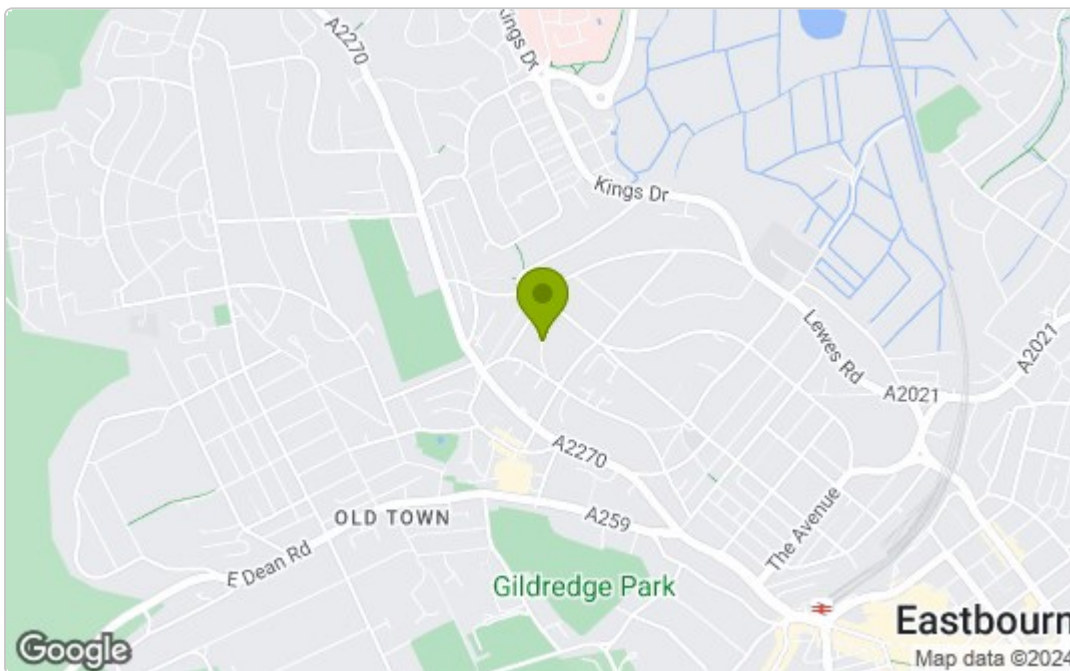 A2270
Kings Dr
Kings Dr
Lewes Rd
A2021
A2021
A2270
OLD TOWN
A259
The Avenue
E Dean Rd
Gildredge Park
Eastbourn
Google
Map data ©2024